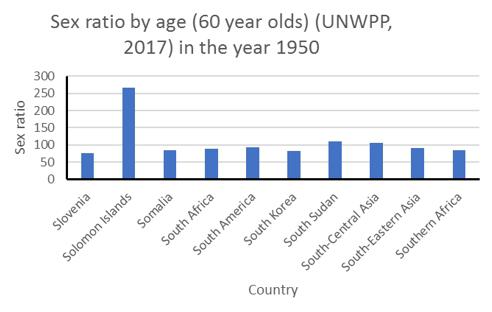 Sex ratio by age (60 year olds) (UNWPP,
2017) in the year 1950
300
250
200
150
100
50
0
Sex ratio
Slovenia
Solomon Islands
Somalia
South Africa
South America
South Korea
South Sudan
South-Central Asia
South-Eastern Asia
Southern Africa
Country